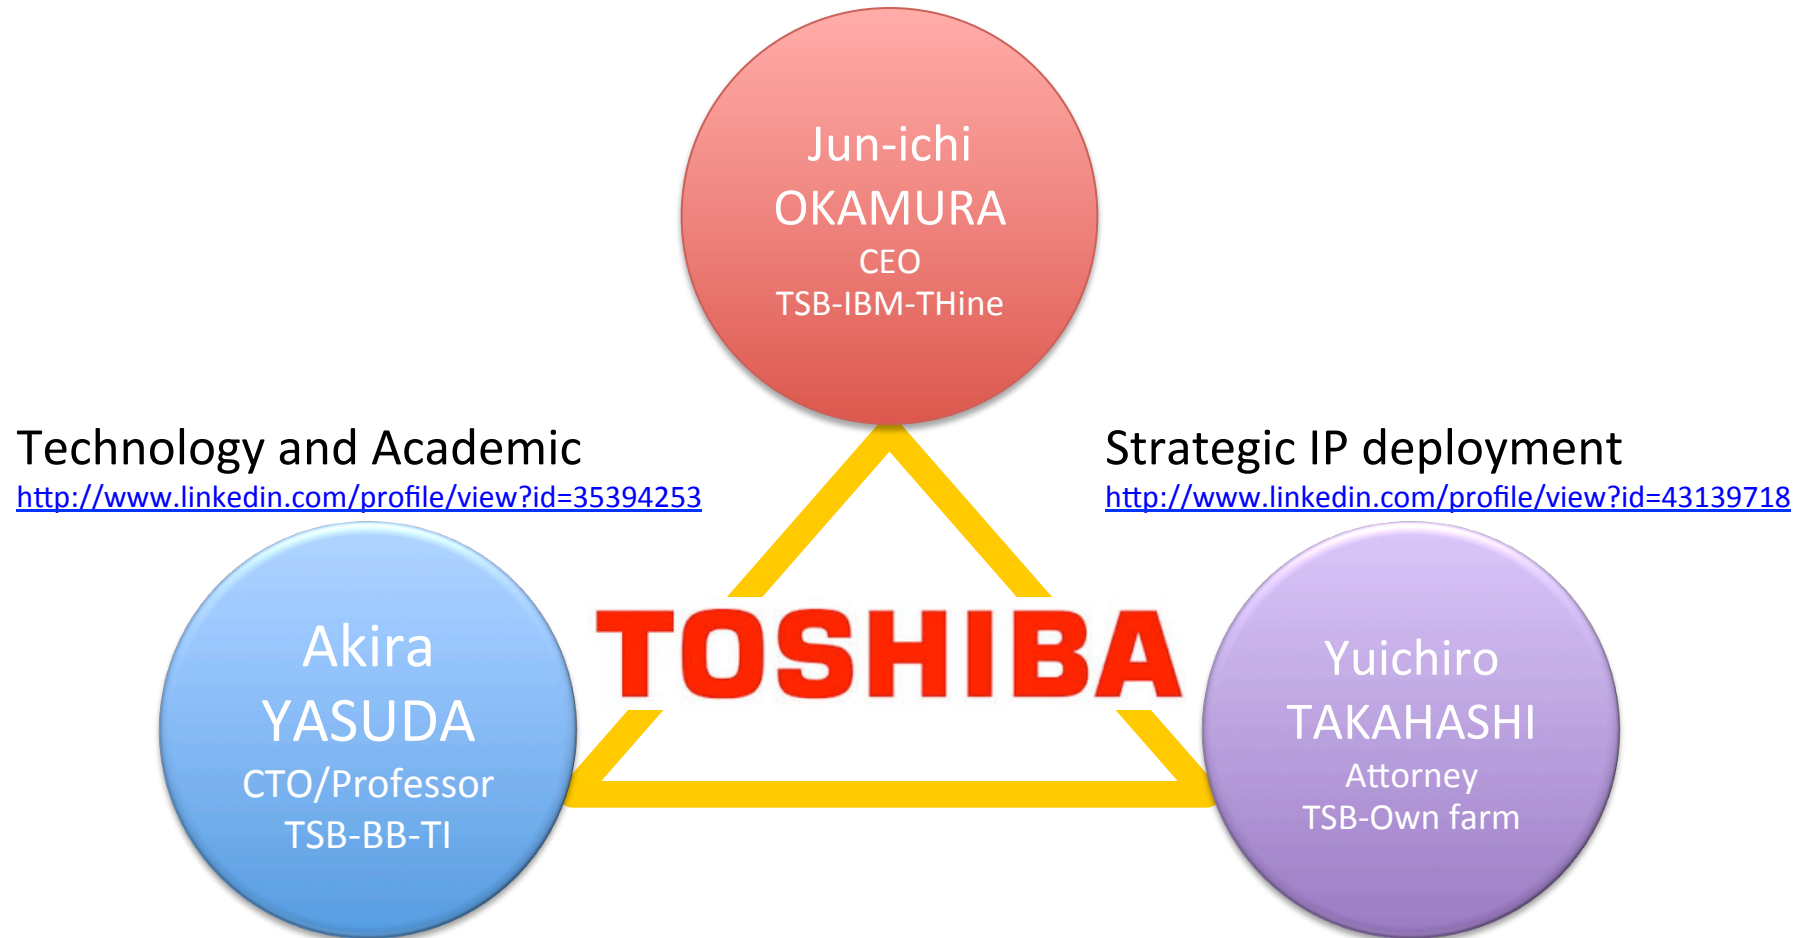 Jun-ichi
OKAMURA
CEO
TSB-IBM-THine
Technology and Academic
http://www.linkedin.com/profile/view?id=35394253
Strategic IP deployment
http://www.linkedin.com/profile/view?id=43139718
Akira
YASUDA
CTO/Professor
TSB-BB-TI
TOSHIBA
Yuichiro
TAKAHASHI
Attorney
TSB-Own farm